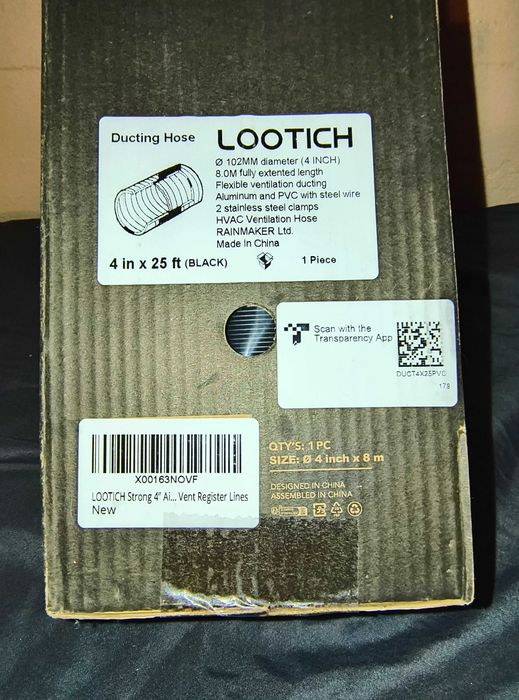 Ducting Hose LOOTICH
Ø 102MM diameter (4 INCH)
8.0M fully extented length
Flexible ventilation ducting
Aluminum and PVC with steel wire
2 stainless steel clamps
HVAC Ventilation Hose
RAINMAKER Ltd.
Made In China
4 in x 25 ft (BLACK) 1 Piece
Scan with the
Transparency App
DUCT4X25PVC
178
X00163NOVF
LOOTICH Strong 4" Ai... Vent Register Lines
New
QTY'S: 1 PC
SIZE: Ø 4 inch x 8 m
DESIGNED IN CHINA
ASSEMBLED IN CHINA